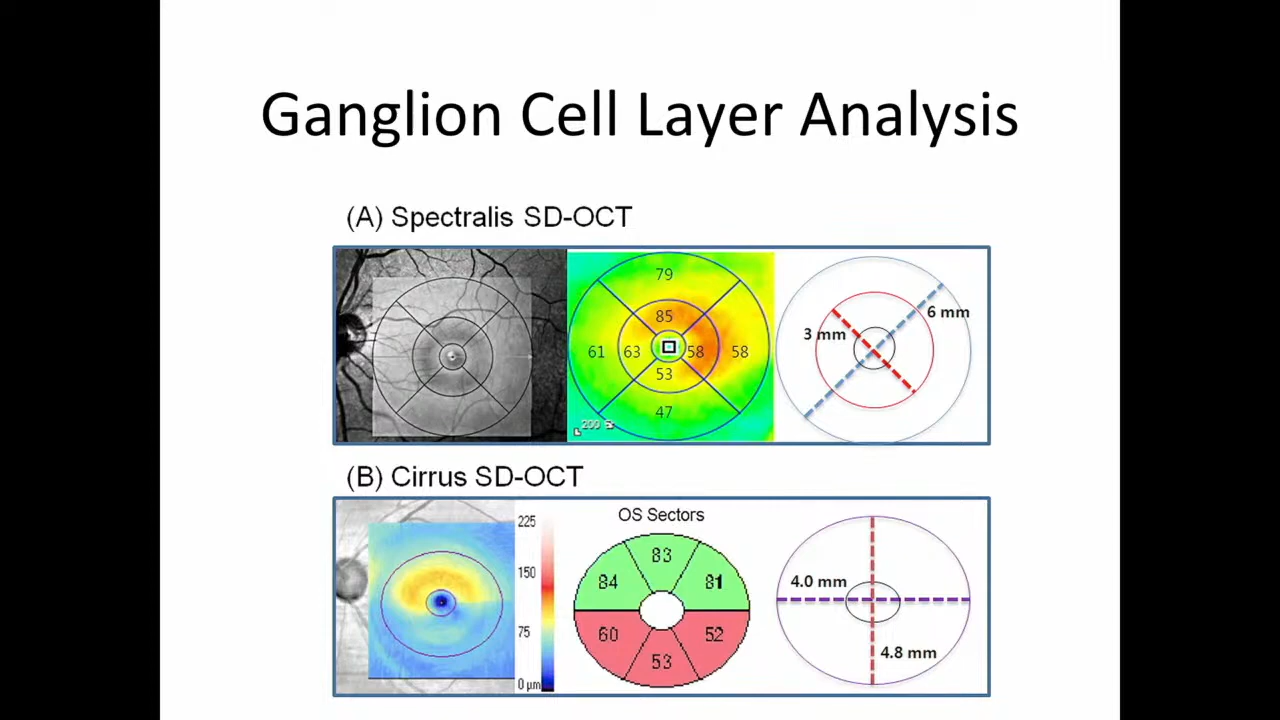 Ganglion Cell Layer Analysis
(A) Spectralis SD-OCT
79
85
61 63 58 58
53
47
3 mm
6 mm
(B) Cirrus SD-OCT
225
150
75
0 µm
OS Sectors
83
84 81
60 52
53
4.0 mm
4.8 mm